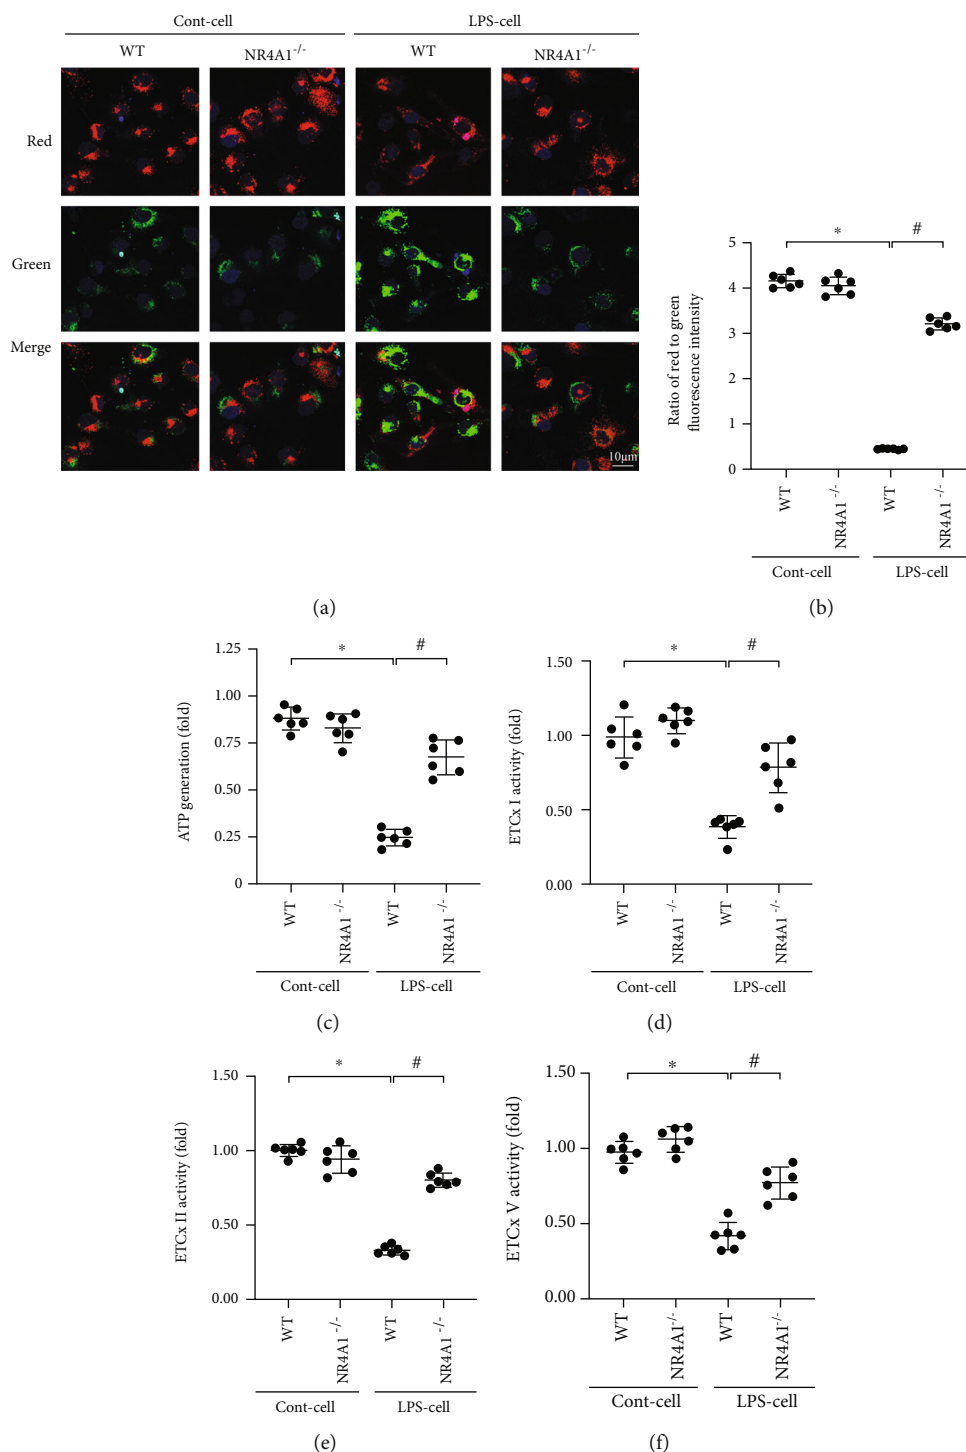 Cont-cell LPS-cell
WT NR4A1-/- WT NR4A1-/-
Red
Green
Merge
10μm
(a)
Ratio of red to green
fluorescence intensity
5
4
3
2
1
0
* #
WT NR4A1-/- WT NR4A1-/-
Cont-cell LPS-cell
(b)
ATP generation (fold)
1.25
1.00
0.75
0.50
0.25
0
* #
WT NR4A1-/- WT NR4A1-/-
Cont-cell LPS-cell
(c)
ETCx I activity (fold)
1.50
1.00
0.50
0.00
* #
WT NR4A1-/- WT NR4A1-/-
Cont-cell LPS-cell
(d)
ETCx II activity (fold)
1.50
1.00
0.50
0.00
* #
WT NR4A1-/- WT NR4A1-/-
Cont-cell LPS-cell
(e)
ETCx V activity (fold)
1.50
1.00
0.50
0.00
* #
WT NR4A1-/- WT NR4A1-/-
Cont-cell LPS-cell
(f)